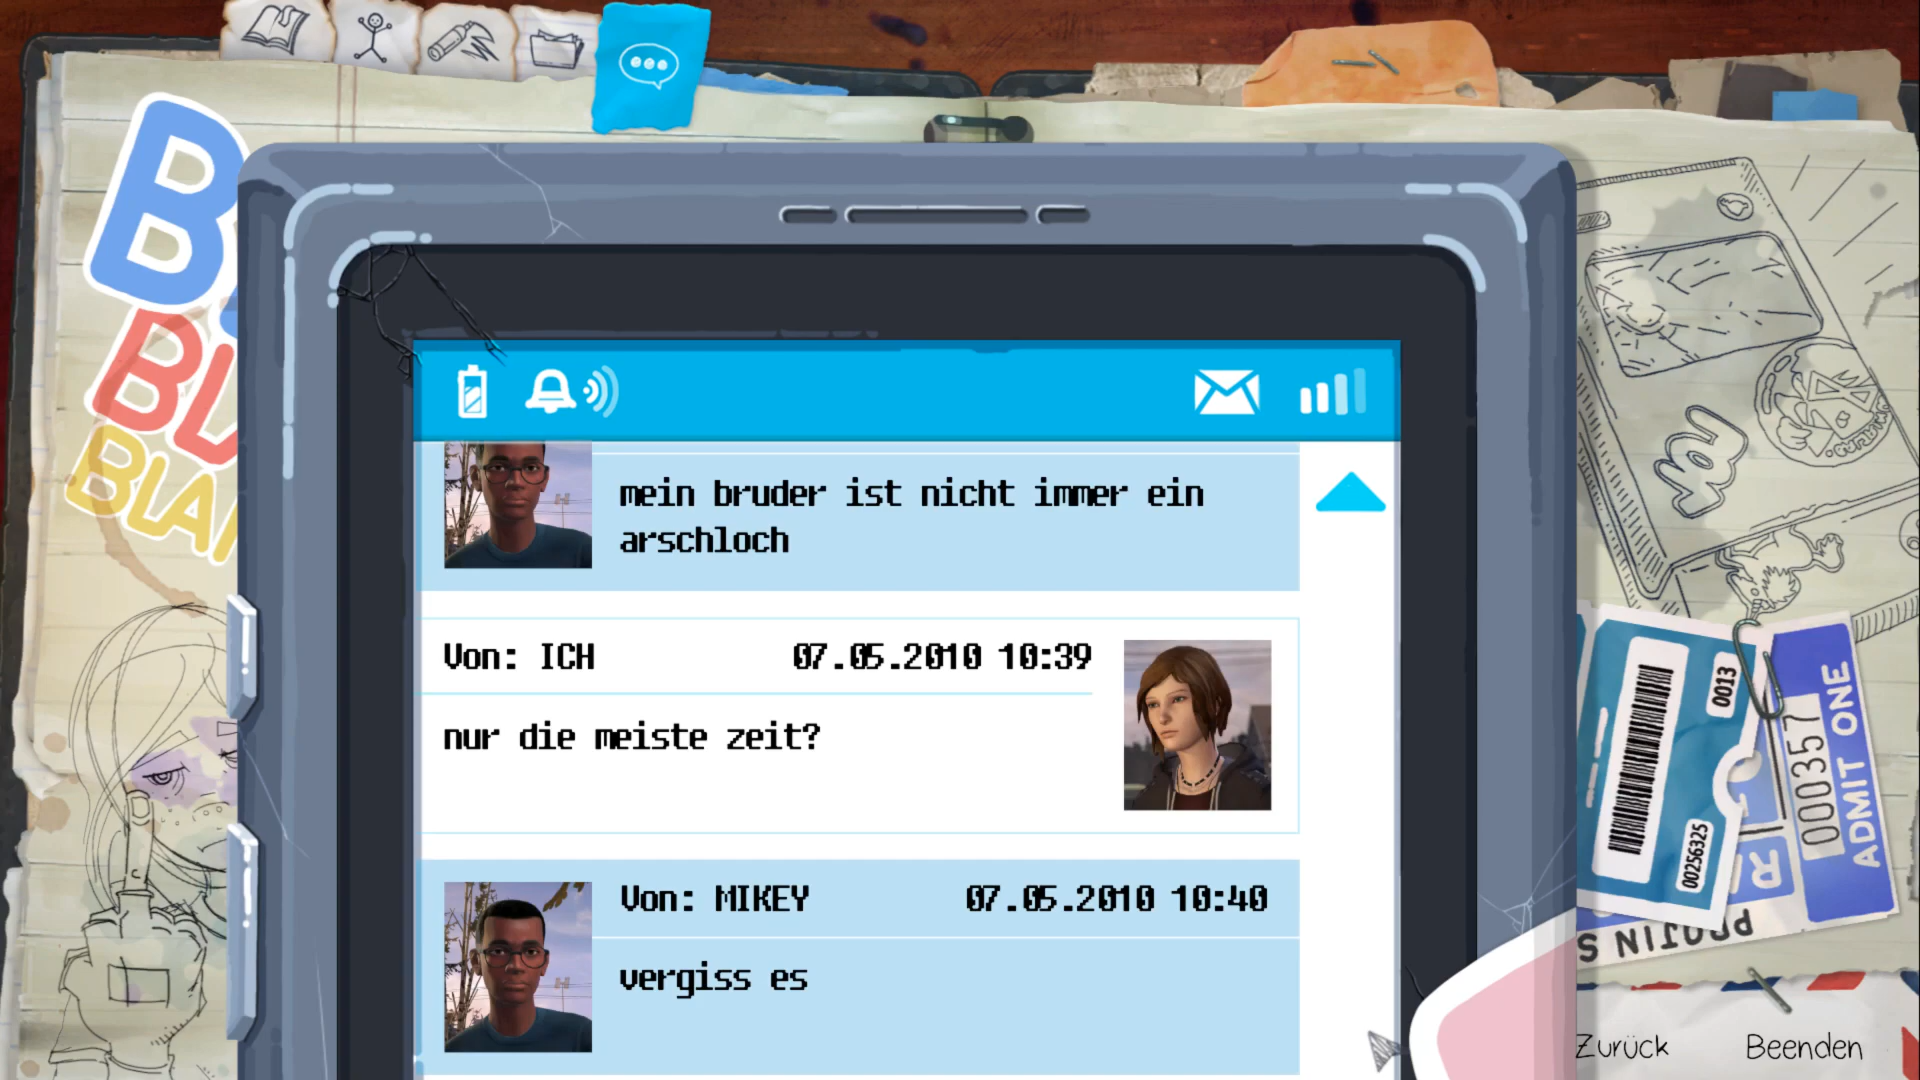 mein bruder ist nicht immer ein
arschloch
Von: ICH 07.05.2010 10:39
nur die meiste zeit?
Von: MIKEY 07.05.2010 10:40
vergiss es
0013
00256325
000357
ADMIT ONE
Zurück Beenden